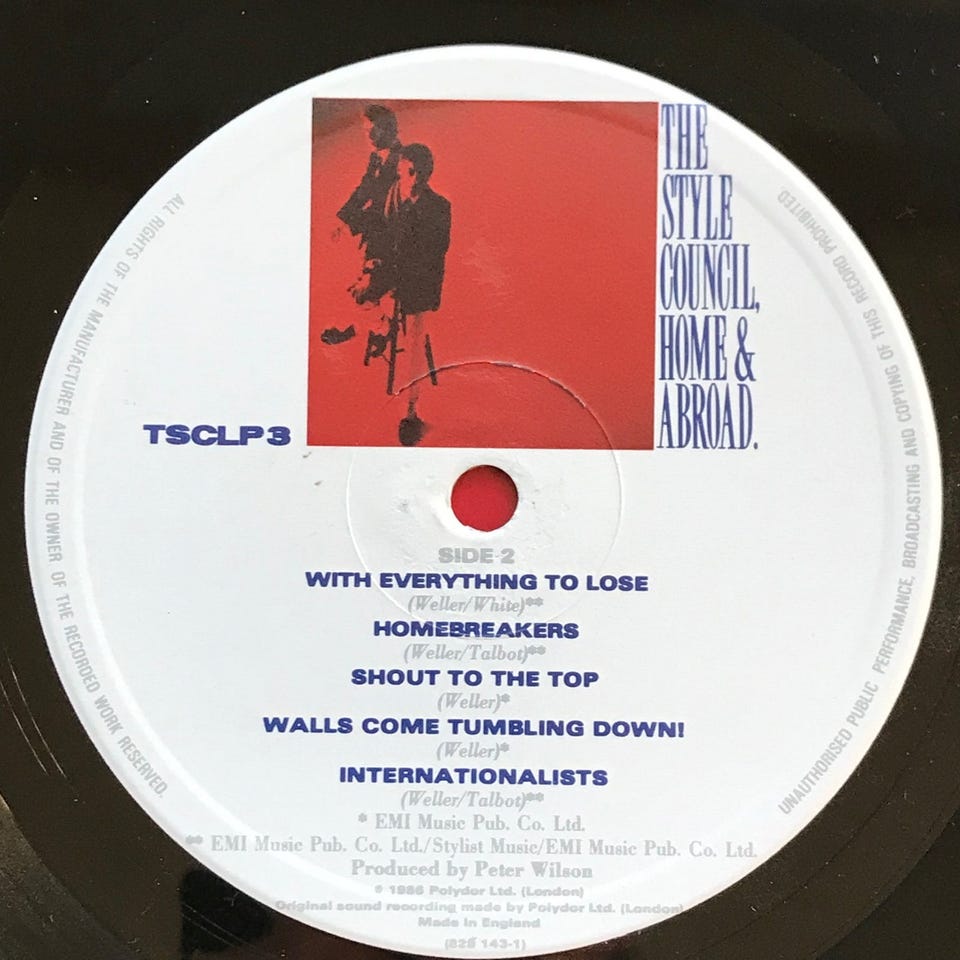 THE
STYLE
COUNCIL,
HOME &
ABROAD.
TSCLP3
SIDE 2
WITH EVERYTHING TO LOSE
(Weller/White)**
HOMEBREAKERS
(Weller/Talbot)**
SHOUT TO THE TOP
(Weller)*
WALLS COME TUMBLING DOWN!
(Weller)*
INTERNATIONALISTS
(Weller/Talbot)**
* EMI Music Pub. Co. Ltd.
** EMI Music Pub. Co. Ltd./Stylist Music/EMI Music Pub. Co. Ltd.
Produced by Peter Wilson
℗ 1986 Polydor Ltd. (London)
Original sound recording made by Polydor Ltd. (London)
Made in England
143-1)
ALL RIGHTS OF THE MANUFACTURER AND OF THE OWNER OF THE RECORDED WORK RESERVED.
UNAUTHORISED PUBLIC PERFORMANCE, BROADCASTING AND COPYING OF THIS RECORD PROHIBITED.